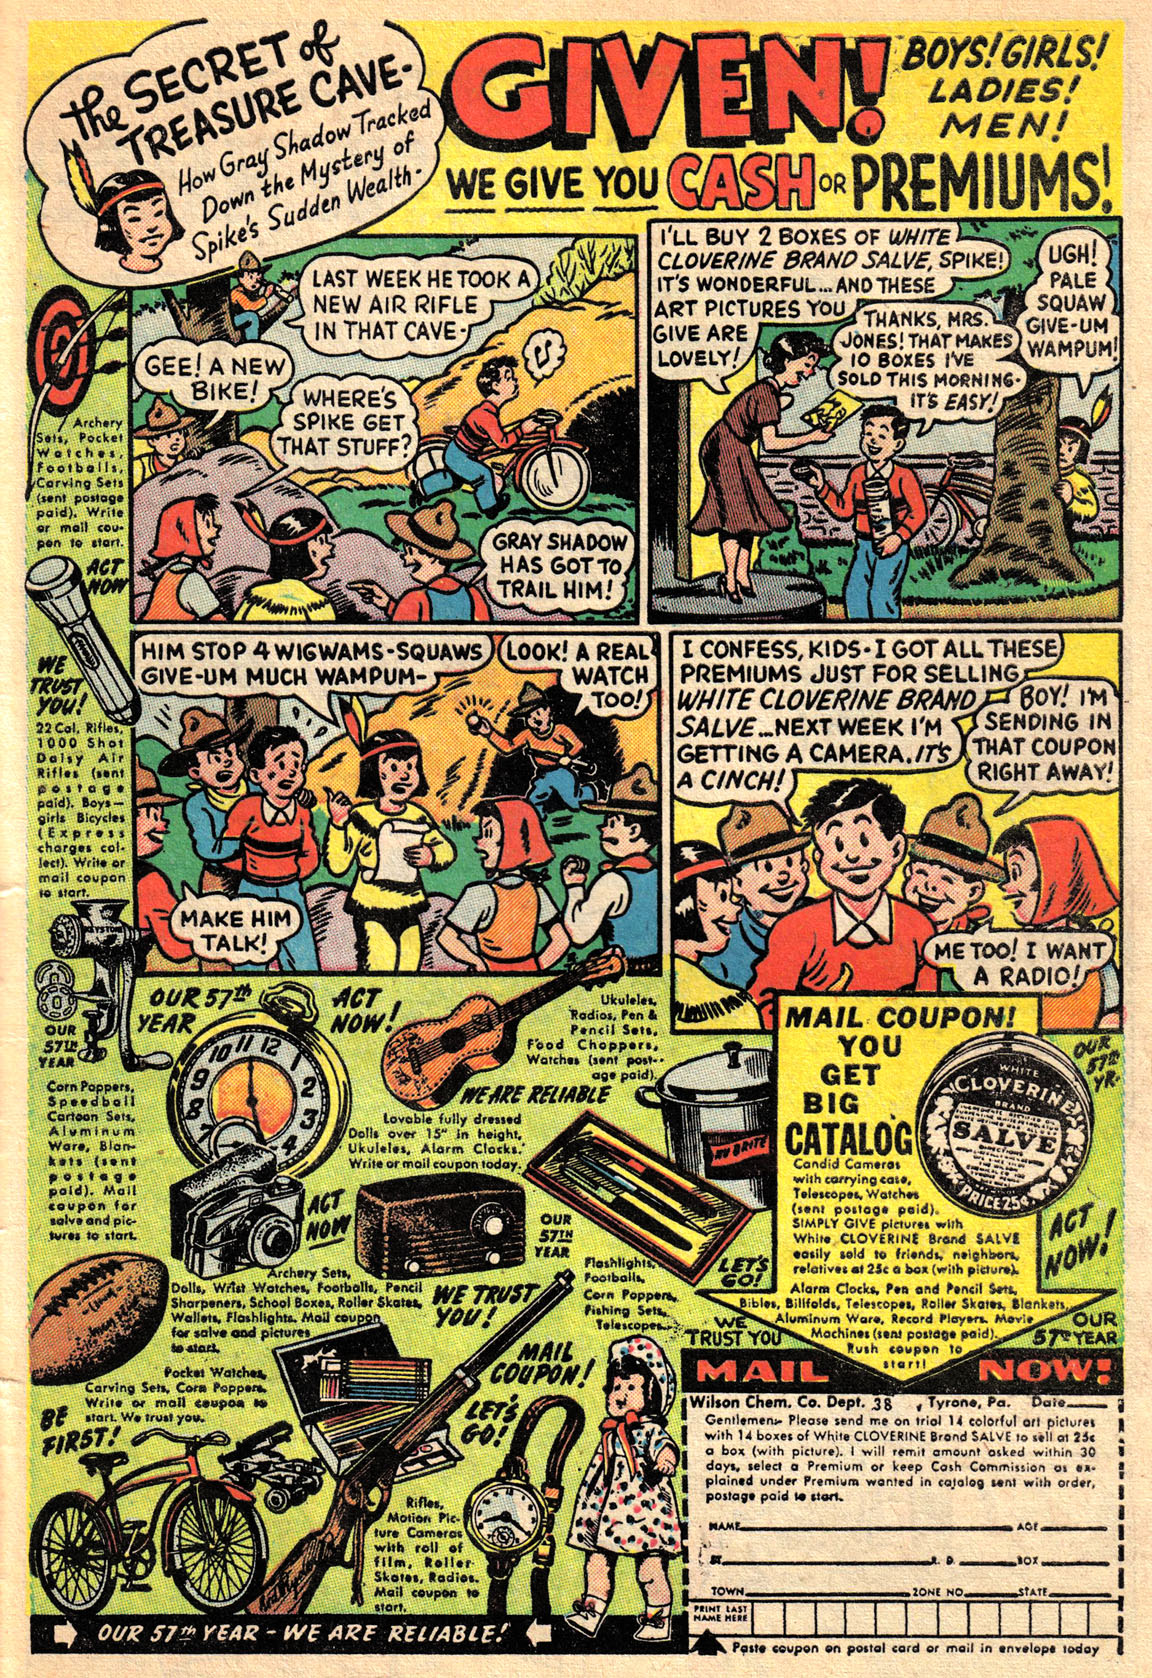 The SECRET of
TREASURE CAVE-
How Gray Shadow Tracked
Down the Mystery of
Spike's Sudden Wealth-
GIVEN!
BOYS! GIRLS!
LADIES!
MEN!
WE GIVE YOU CASH OR PREMIUMS!
LAST WEEK HE TOOK A
NEW AIR RIFLE
IN THAT CAVE-
GEE! A NEW
BIKE!
WHERE'S
SPIKE GET
THAT STUFF?
GRAY SHADOW
HAS GOT TO
TRAIL HIM!
I'LL BUY 2 BOXES OF WHITE
CLOVERINE BRAND SALVE, SPIKE!
IT'S WONDERFUL... AND THESE
ART PICTURES YOU
GIVE ARE
LOVELY!
THANKS, MRS.
JONES! THAT MAKES
10 BOXES I'VE
SOLD THIS MORNING-
IT'S EASY!
UGH!
PALE
SQUAW
GIVE-UM
WAMPUM!
HIM STOP 4 WIGWAMS-SQUAWS
GIVE-UM MUCH WAMPUM-
LOOK! A REAL
WATCH
TOO!
MAKE HIM
TALK!
I CONFESS, KIDS-I GOT ALL THESE
PREMIUMS JUST FOR SELLING
WHITE CLOVERINE BRAND
SALVE...NEXT WEEK I'M
GETTING A CAMERA. IT'S
A CINCH!
BOY! I'M
SENDING IN
THAT COUPON
RIGHT AWAY!
ME TOO! I WANT
A RADIO!
Archery
Sets, Pocket
Watches,
Footballs,
Carving Sets
(sent postage
paid). Write
or mail cou-
pon to start.
ACT
NOW
WE
TRUST
YOU!
22 Cal. Rifles,
1000 Shot
Daisy Air
Rifles (sent
postage
paid). Boys—
girls Bicycles
(Express
charges col-
lect). Write or
mail coupon
to start.
KEYSTONE
OUR
57TH
YEAR
Corn Poppers,
Speedball
Cartoon Sets,
Aluminum
Ware, Blan-
kets (sent
postage
paid). Mail
coupon for
salve and pic-
tures to start.
OUR 57th
YEAR
ACT
NOW!
10 11 12
9 2
8 3
7 4
Ukuleles,
Radios, Pen &
Pencil Sets,
Food Choppers,
Watches (sent post-
age paid).
WE ARE RELIABLE
Lovable fully dressed
Dolls over 15" in height,
Ukuleles, Alarm Clocks.
Write or mail coupon today.
NU BRITE
ACT
NOW
OUR
57TH
YEAR
Archery Sets,
Dolls, Wrist Watches, Footballs, Pencil
Sharpeners, School Boxes, Roller Skates,
Wallets, Flashlights. Mail coupon
for salve and pictures
to start.
WE TRUST
YOU!
Flashlights,
Footballs,
Corn Poppers,
Fishing Sets,
Telescopes.
LET'S
GO!
Pocket Watches,
Carving Sets, Corn Poppers.
Write or mail coupon to
start. We trust you.
BE
FIRST!
MAIL
COUPON!
LET'S
GO!
Rifles,
Motion Pic-
ture Cameras
with roll of
film, Roller
Skates, Radios.
Mail coupon to
start.
OUR 57th YEAR - WE ARE RELIABLE!
MAIL COUPON!
YOU
GET
BIG
CATALOG
WHITE
CLOVERINE
BRAND
SALVE
PRICE 25¢
OUR
57th
YR.
ACT
NOW!
Candid Cameras
with carrying case,
Telescopes, Watches
(sent postage paid).
SIMPLY GIVE pictures with
White CLOVERINE Brand SALVE
easily sold to friends, neighbors,
relatives at 25c a box (with picture).
Alarm Clocks, Pen and Pencil Sets,
Bibles, Billfolds, Telescopes, Roller Skates, Blankets,
Aluminum Ware, Record Players, Movie
Machines (sent postage paid).
Rush coupon to
start!
WE
TRUST YOU
OUR
57th YEAR
MAIL NOW:
Wilson Chem. Co. Dept. 38 , Tyrone, Pa. Date
Gentlemen:- Please send me on trial 14 colorful art pictures
with 14 boxes of White CLOVERINE Brand SALVE to sell at 25c
a box (with picture). I will remit amount asked within 30
days, select a Premium or keep Cash Commission as ex-
plained under Premium wanted in catalog sent with order,
postage paid to start.
NAME AGE
ST. R. D. BOX
TOWN ZONE NO. STATE
PRINT LAST
NAME HERE
Paste coupon on postal card or mail in envelope today